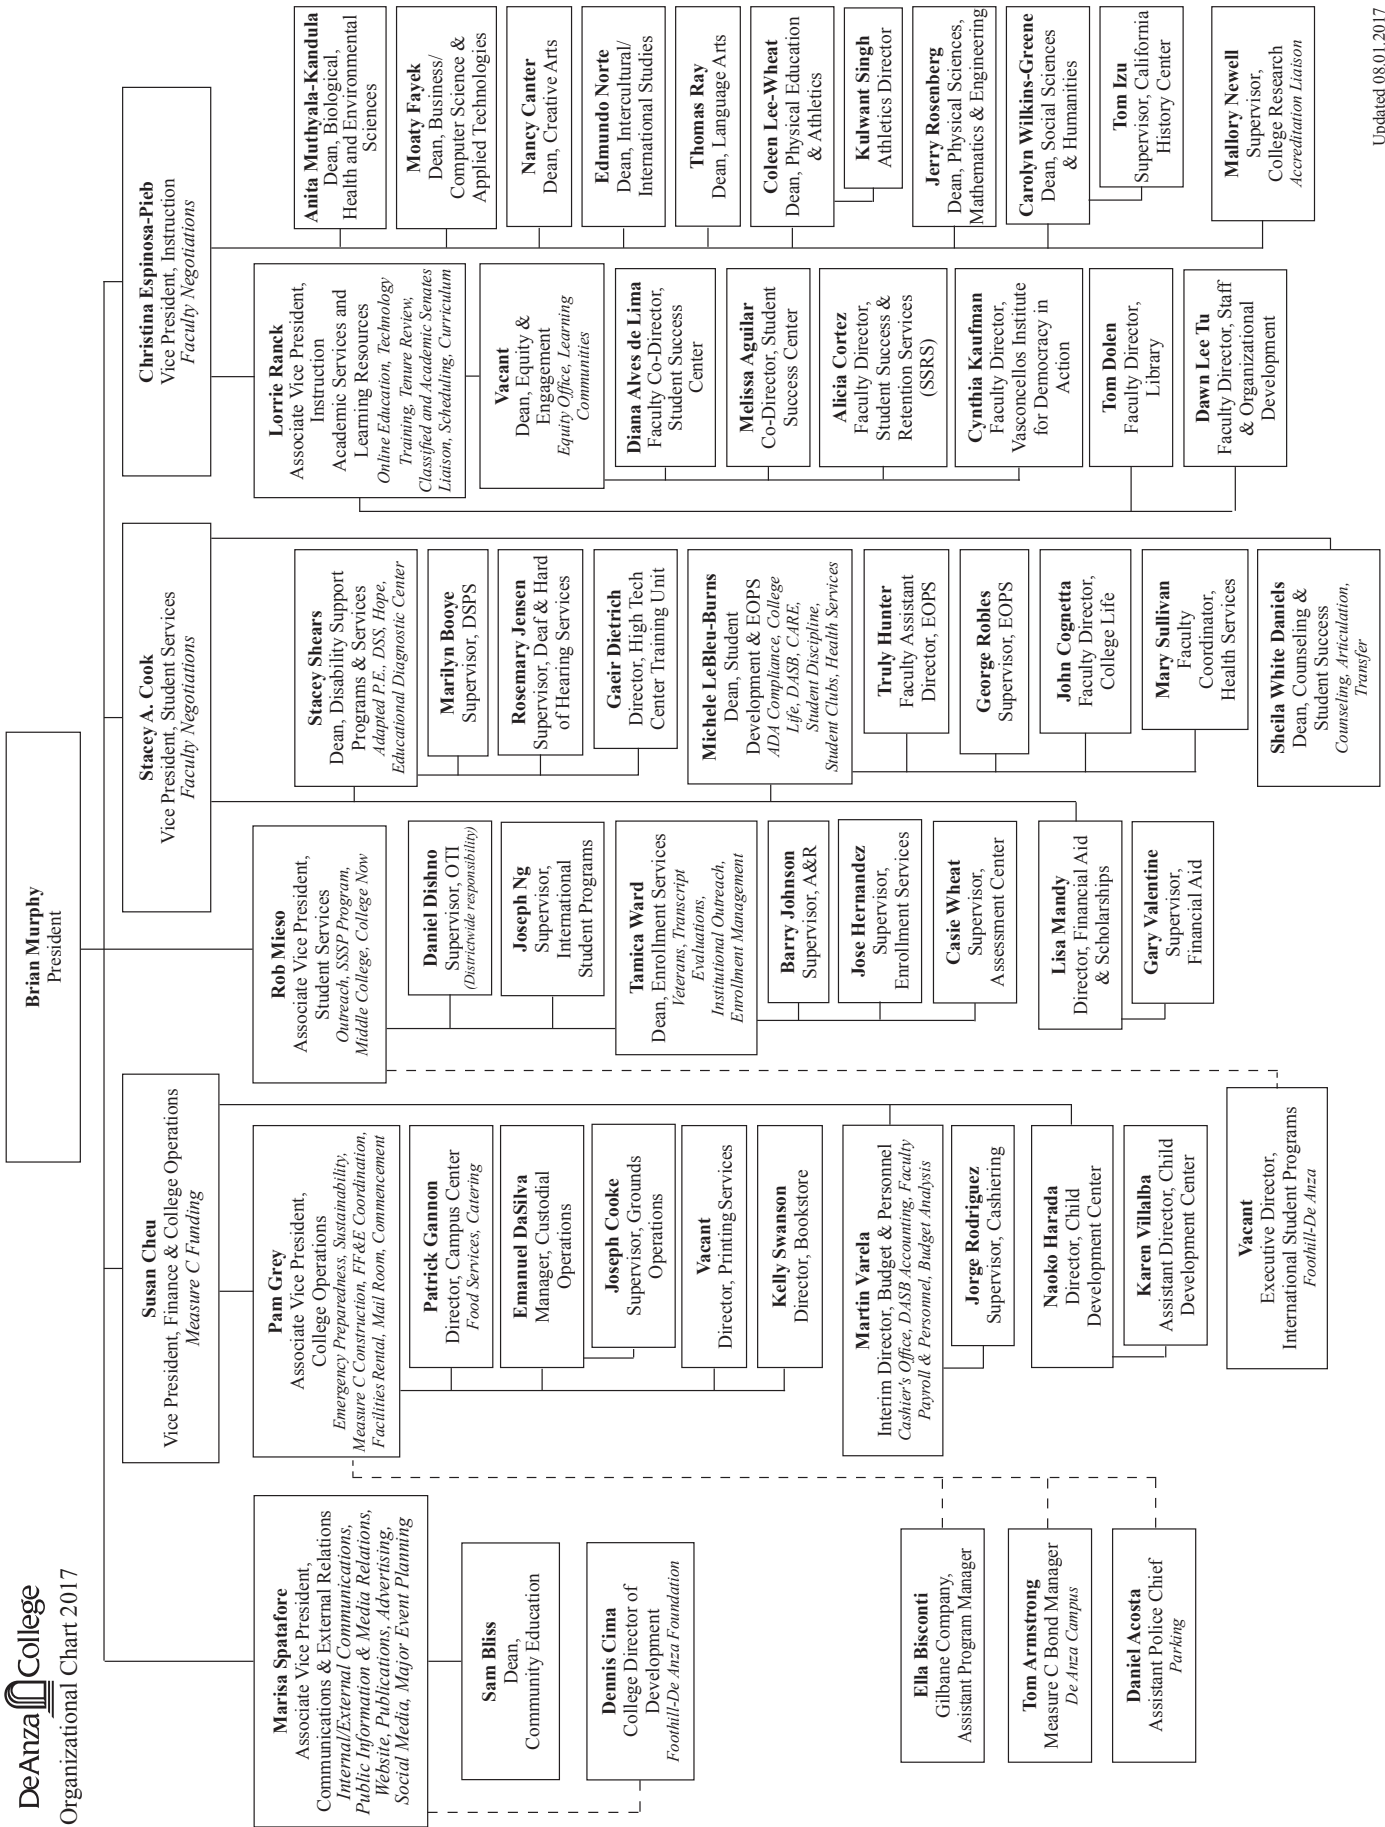 DeAnza College
Organizational Chart 2017
Brian Murphy
President
Marisa Spatafore
Associate Vice President,
Communications & External Relations
Internal/External Communications,
Public Information & Media Relations,
Website, Publications, Advertising,
Social Media, Major Event Planning
Sam Bliss
Dean,
Community Education
Dennis Cima
College Director of
Development
Foothill-De Anza Foundation
Susan Cheu
Vice President, Finance & College Operations
Measure C Funding
Pam Grey
Associate Vice President,
College Operations
Emergency Preparedness, Sustainability,
Measure C Construction, FF&E Coordination,
Facilities Rental, Mail Room, Commencement
Patrick Gannon
Director, Campus Center
Food Services, Catering
Emanuel DaSilva
Manager, Custodial
Operations
Joseph Cooke
Supervisor, Grounds
Operations
Vacant
Director, Printing Services
Kelly Swanson
Director, Bookstore
Martin Varela
Interim Director, Budget & Personnel
Cashier's Office, DASB Accounting, Faculty
Payroll & Personnel, Budget Analysis
Jorge Rodriguez
Supervisor, Cashiering
Naoko Harada
Director, Child
Development Center
Karen Villalba
Assistant Director, Child
Development Center
Ella Bisconti
Gilbane Company,
Assistant Program Manager
Tom Armstrong
Measure C Bond Manager
De Anza Campus
Daniel Acosta
Assistant Police Chief
Parking
Rob Mieso
Associate Vice President,
Student Services
Outreach, SSSP Program,
Middle College, College Now
Daniel Dishno
Supervisor, OTI
(Districtwide responsibility)
Joseph Ng
Supervisor,
International
Student Programs
Tamica Ward
Dean, Enrollment Services
Veterans, Transcript
Evaluations,
Institutional Outreach,
Enrollment Management
Barry Johnson
Supervisor, A&R
Jose Hernandez
Supervisor,
Enrollment Services
Casie Wheat
Supervisor,
Assessment Center
Vacant
Executive Director,
International Student Programs
Foothill-De Anza
Stacey A. Cook
Vice President, Student Services
Faculty Negotiations
Lisa Mandy
Director, Financial Aid
& Scholarships
Gary Valentine
Supervisor,
Financial Aid
Stacey Shears
Dean, Disability Support
Programs & Services
Adapted P.E., DSS, Hope,
Educational Diagnostic Center
Marilyn Booye
Supervisor, DSPS
Rosemary Jensen
Supervisor, Deaf & Hard
of Hearing Services
Gaeir Dietrich
Director, High Tech
Center Training Unit
Michele LeBleu-Burns
Dean, Student
Development & EOPS
ADA Compliance, College
Life, DASB, CARE,
Student Discipline,
Student Clubs, Health Services
Truly Hunter
Faculty Assistant
Director, EOPS
George Robles
Supervisor, EOPS
John Cognetta
Faculty Director,
College Life
Mary Sullivan
Faculty
Coordinator,
Health Services
Sheila White Daniels
Dean, Counseling &
Student Success
Counseling, Articulation,
Transfer
Christina Espinosa-Pieb
Vice President, Instruction
Faculty Negotiations
Lorrie Ranck
Associate Vice President,
Instruction
Academic Services and
Learning Resources
Online Education, Technology
Training, Tenure Review,
Classified and Academic Senates
Liaison, Scheduling, Curriculum
Vacant
Dean, Equity &
Engagement
Equity Office, Learning
Communities
Diana Alves de Lima
Faculty Co-Director,
Student Success
Center
Melissa Aguilar
Co-Director, Student
Success Center
Alicia Cortez
Faculty Director,
Student Success &
Retention Services
(SSRS)
Cynthia Kaufman
Faculty Director,
Vasconcellos Institute
for Democracy in
Action
Tom Dolen
Faculty Director,
Library
Dawn Lee Tu
Faculty Director, Staff
& Organizational
Development
Anita Muthyala-Kandula
Dean, Biological,
Health and Environmental
Sciences
Moaty Fayek
Dean, Business/
Computer Science &
Applied Technologies
Nancy Canter
Dean, Creative Arts
Edmundo Norte
Dean, Intercultural/
International Studies
Thomas Ray
Dean, Language Arts
Coleen Lee-Wheat
Dean, Physical Education
& Athletics
Kulwant Singh
Athletics Director
Jerry Rosenberg
Dean, Physical Sciences,
Mathematics & Engineering
Carolyn Wilkins-Greene
Dean, Social Sciences
& Humanities
Tom Izu
Supervisor, California
History Center
Mallory Newell
Supervisor,
College Research
Accreditation Liaison
Updated 08.01.2017